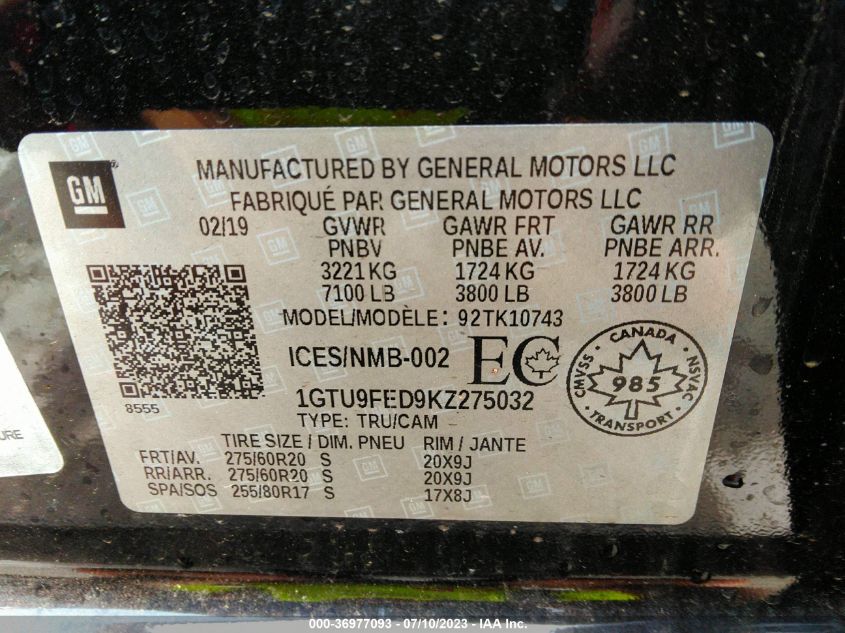 GM
MANUFACTURED BY GENERAL MOTORS LLC
FABRIQUÉ PAR GENERAL MOTORS LLC
02/19 GVWR GAWR FRT GAWR RR
PNBV PNBE AV. PNBE ARR.
3221 KG 1724 KG 1724 KG
7100 LB 3800 LB 3800 LB
MODEL/MODÈLE: 92TK10743
ICES/NMB-002 EC
CANADA
CMVSS 985 NSVAC
TRANSPORT
8555
1GTU9FED9KZ275032
TYPE: TRU/CAM
TIRE SIZE / DIM. PNEU RIM / JANTE
FRT/AV. 275/60R20 S 20X9J
RR/ARR. 275/60R20 S 20X9J
SPA/SOS 255/80R17 S 17X8J
URE
000-36977093 - 07/10/2023 - IAA Inc.